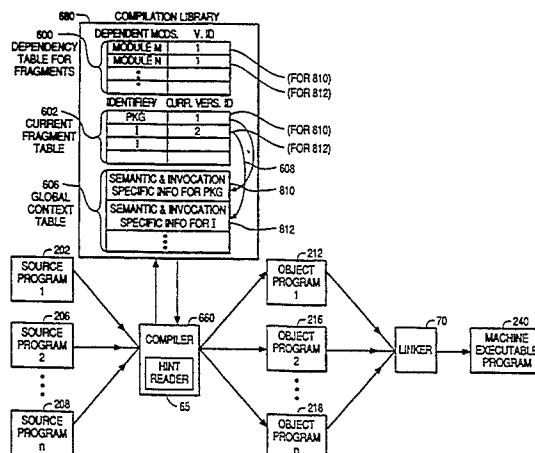 680 COMPILATION LIBRARY
DEPENDENT MODS. V. ID
600
DEPENDENCY
TABLE FOR
FRAGMENTS
MODULE M 1
MODULE N 1
(FOR 810)
(FOR 812)
IDENTIFIERY CURR. VERS. ID
602
CURRENT
FRAGMENT
TABLE
PKG 1
I 2
I
(FOR 810)
(FOR 812)
608
606
GLOBAL
CONTEXT
TABLE
SEMANTIC & INVOCATION
SPECIFIC INFO FOR PKG
810
SEMANTIC & INVOCATION
SPECIFIC INFO FOR I
812
202
SOURCE
PROGRAM
1
206
SOURCE
PROGRAM
2
208
SOURCE
PROGRAM
n
660
COMPILER
HINT
READER
65
212
OBJECT
PROGRAM
1
216
OBJECT
PROGRAM
2
218
OBJECT
PROGRAM
n
70
LINKER
240
MACHINE
EXECUTABLE
PROGRAM